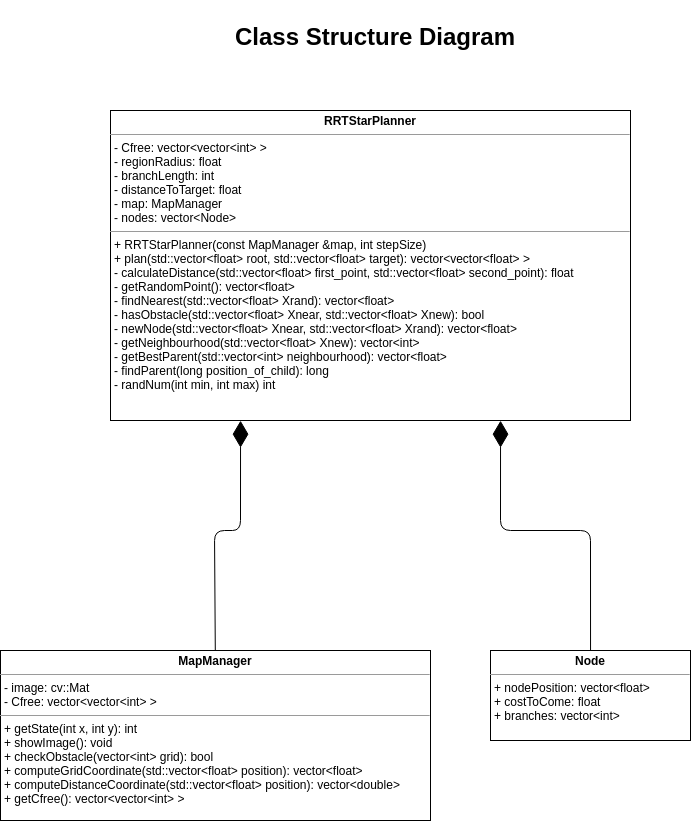 Class Structure Diagram
RRTStarPlanner
- Cfree: vector<vector<int> >
- regionRadius: float
- branchLength: int
- distanceToTarget: float
- map: MapManager
- nodes: vector<Node>
+ RRTStarPlanner(const MapManager &map, int stepSize)
+ plan(std::vector<float> root, std::vector<float> target): vector<vector<float> >
- calculateDistance(std::vector<float> first_point, std::vector<float> second_point): float
- getRandomPoint(): vector<float>
- findNearest(std::vector<float> Xrand): vector<float>
- hasObstacle(std::vector<float> Xnear, std::vector<float> Xnew): bool
- newNode(std::vector<float> Xnear, std::vector<float> Xrand): vector<float>
- getNeighbourhood(std::vector<float> Xnew): vector<int>
- getBestParent(std::vector<int> neighbourhood): vector<float>
- findParent(long position_of_child): long
- randNum(int min, int max) int
MapManager
- image: cv::Mat
- Cfree: vector<vector<int> >
+ getState(int x, int y): int
+ showImage(): void
+ checkObstacle(vector<int> grid): bool
+ computeGridCoordinate(std::vector<float> position): vector<float>
+ computeDistanceCoordinate(std::vector<float> position): vector<double>
+ getCfree(): vector<vector<int> >
Node
+ nodePosition: vector<float>
+ costToCome: float
+ branches: vector<int>